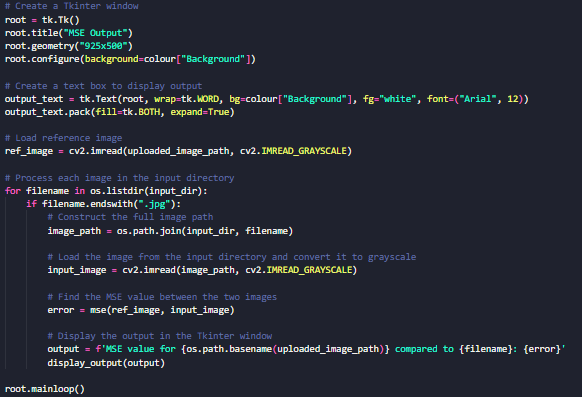 # Create a Tkinter window
root = tk.Tk()
root.title("MSE Output")
root.geometry("925x500")
root.configure(background=colour["Background"])

# Create a text box to display output
output_text = tk.Text(root, wrap=tk.WORD, bg=colour["Background"], fg="white", font=("Arial", 12))
output_text.pack(fill=tk.BOTH, expand=True)

# Load reference image
ref_image = cv2.imread(uploaded_image_path, cv2.IMREAD_GRAYSCALE)

# Process each image in the input directory
for filename in os.listdir(input_dir):
    if filename.endswith(".jpg"):
        # Construct the full image path
        image_path = os.path.join(input_dir, filename)

        # Load the image from the input directory and convert it to grayscale
        input_image = cv2.imread(image_path, cv2.IMREAD_GRAYSCALE)

        # Find the MSE value between the two images
        error = mse(ref_image, input_image)

        # Display the output in the Tkinter window
        output = f'MSE value for {os.path.basename(uploaded_image_path)} compared to {filename}: {error}'
        display_output(output)

root.mainloop()